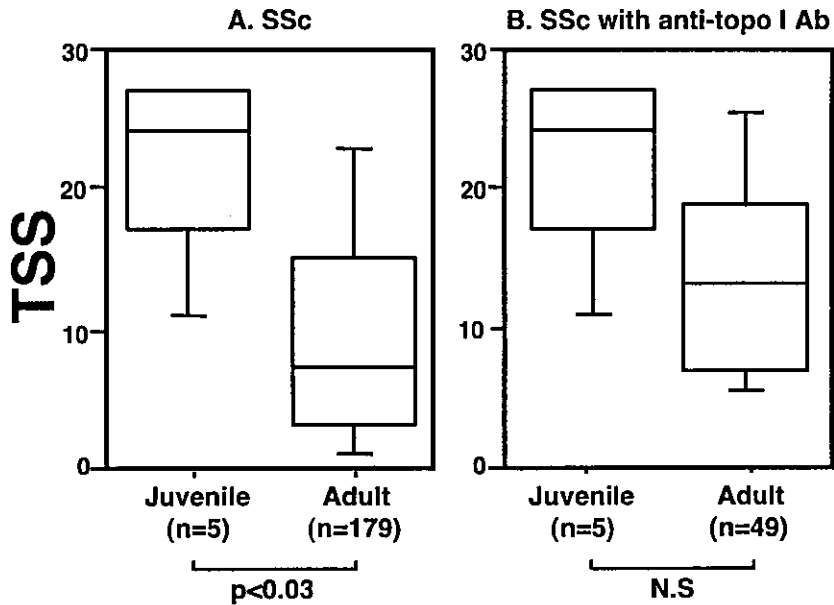 A. SSc
B. SSc with anti-topo I Ab
TSS
30
20
10
0
Juvenile
(n=5)
Adult
(n=179)
p<0.03
30
20
10
0
Juvenile
(n=5)
Adult
(n=49)
N.S